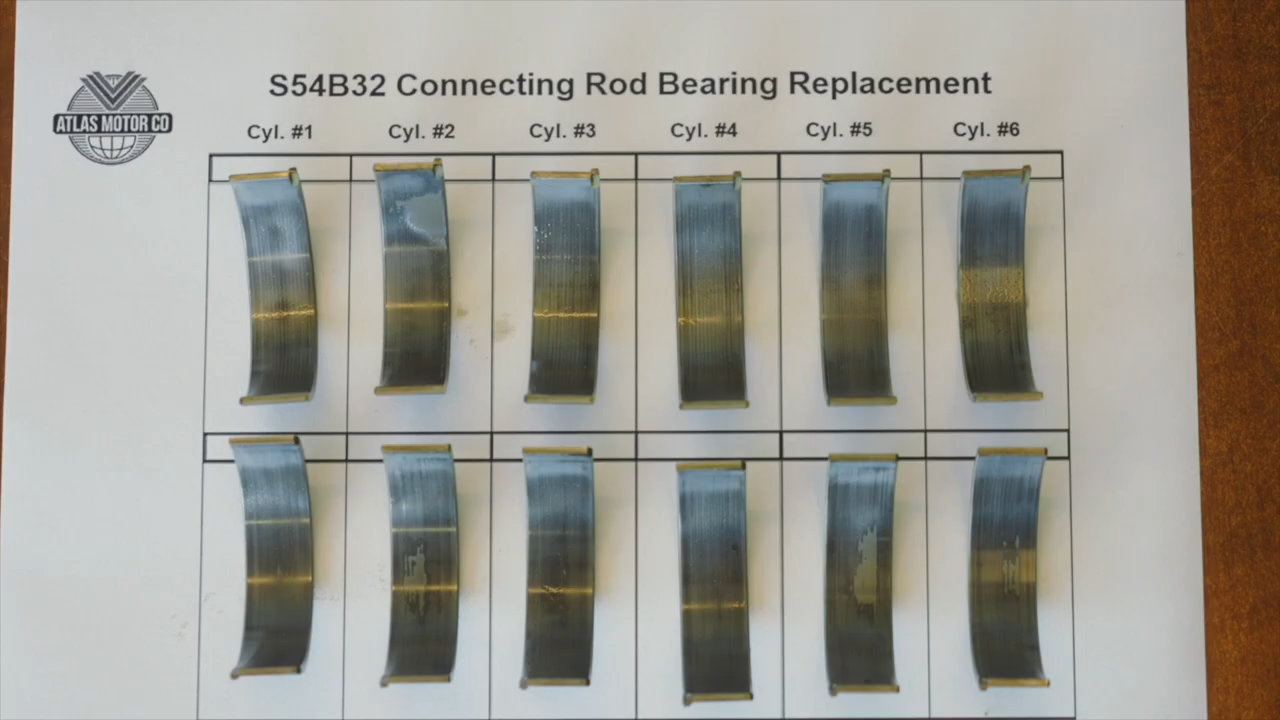 S54B32 Connecting Rod Bearing Replacement
ATLAS MOTOR CO
Cyl. #1 Cyl. #2 Cyl. #3 Cyl. #4 Cyl. #5 Cyl. #6